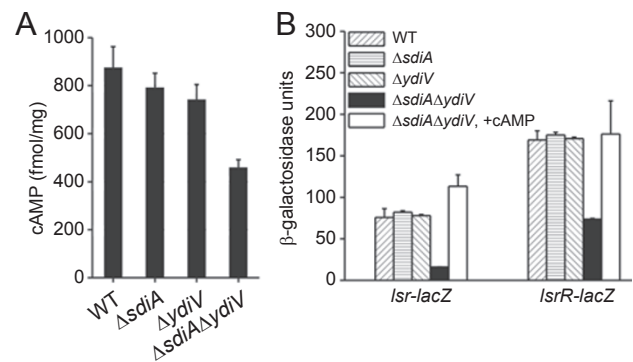 A
cAMP (fmol/mg)
1000
800
600
400
200
0
WT
ΔsdiA
ΔydiV
ΔsdiAΔydiV
B
β-galactosidase units
300
250
200
150
100
50
0
WT
ΔsdiA
ΔydiV
ΔsdiAΔydiV
ΔsdiAΔydiV, +cAMP
lsr-lacZ
lsrR-lacZ